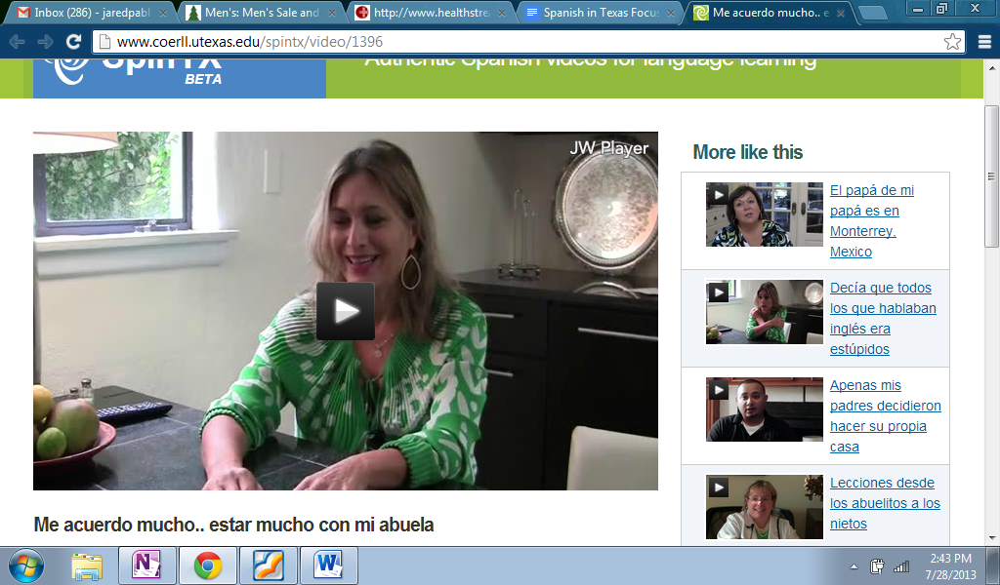 Inbox (286) - jaredpabl
Men's: Men's Sale and
http://www.healthstre
Spanish in Texas Focus
Me acuerdo mucho.. e
www.coerll.utexas.edu/spintx/video/1396
SpinTX
BETA
Authentic Spanish videos for language learning
JW Player
More like this
El papá de mi
papá es en
Monterrey,
Mexico
Decía que todos
los que hablaban
inglés era
estúpidos
Apenas mis
padres decidieron
hacer su propia
casa
Lecciones desde
los abuelitos a los
nietos
Me acuerdo mucho.. estar mucho con mi abuela
2:43 PM
7/28/2013